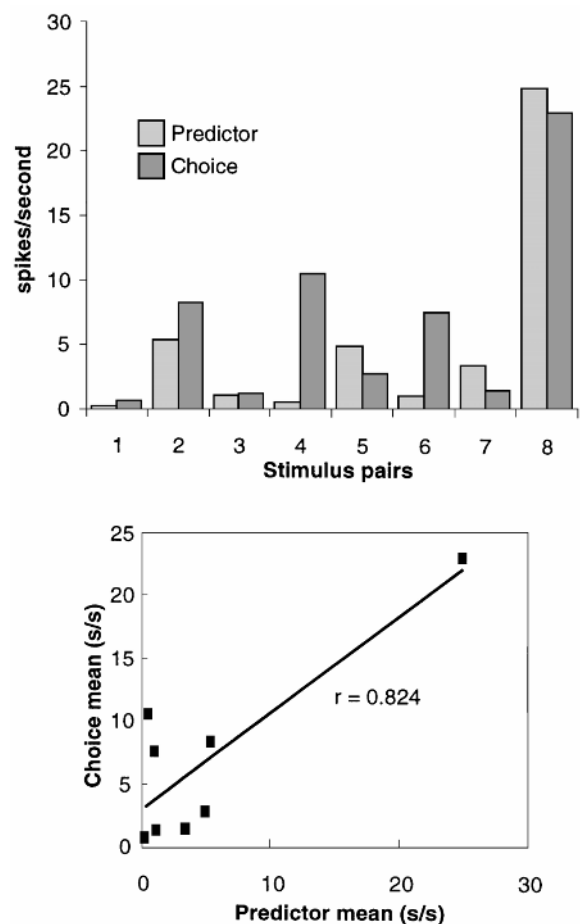 30
25
20
15
10
5
0
spikes/second
Predictor
Choice
1 2 3 4 5 6 7 8
Stimulus pairs
25
20
15
10
5
0
Choice mean (s/s)
r = 0.824
0 10 20 30
Predictor mean (s/s)